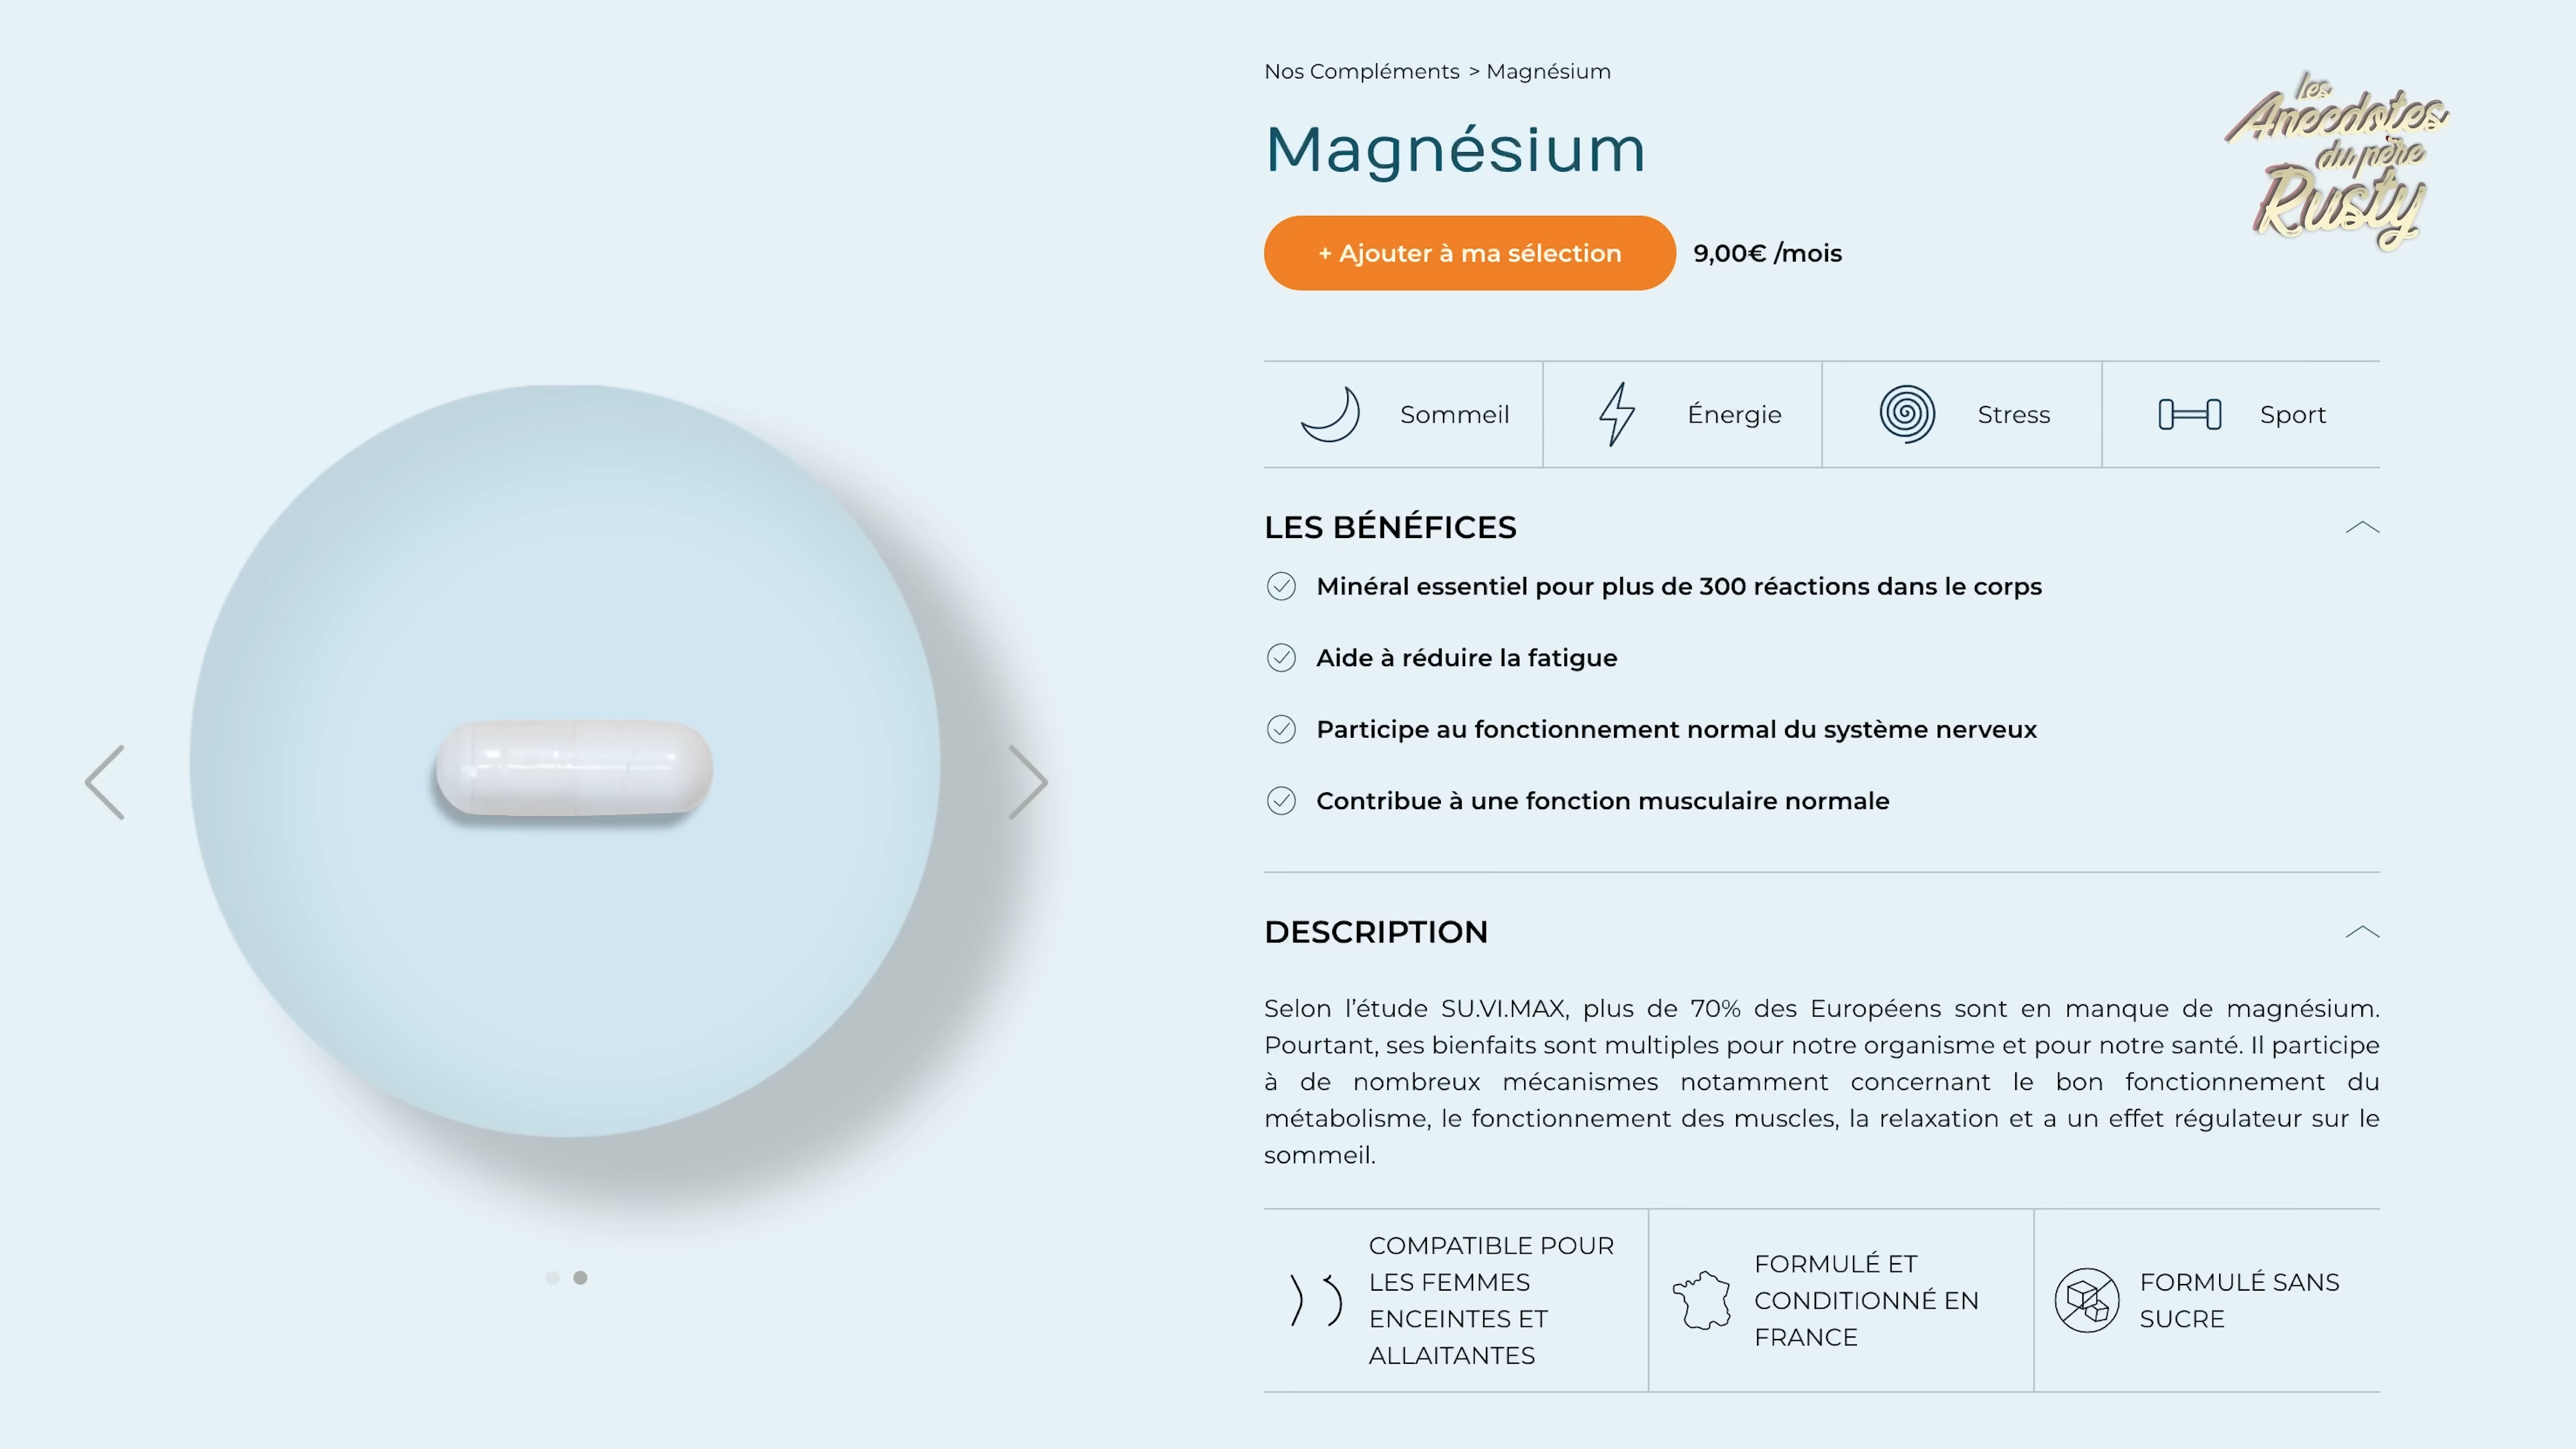 Nos Compléments > Magnésium
les
Anecdotes
du père
Rusty
Magnésium
+ Ajouter à ma sélection
9,00€ /mois
Sommeil
Énergie
Stress
Sport
LES BÉNÉFICES
Minéral essentiel pour plus de 300 réactions dans le corps
Aide à réduire la fatigue
Participe au fonctionnement normal du système nerveux
Contribue à une fonction musculaire normale
DESCRIPTION
Selon l’étude SU.VI.MAX, plus de 70% des Européens sont en manque de magnésium.
Pourtant, ses bienfaits sont multiples pour notre organisme et pour notre santé. Il participe
à de nombreux mécanismes notamment concernant le bon fonctionnement du
métabolisme, le fonctionnement des muscles, la relaxation et a un effet régulateur sur le
sommeil.
COMPATIBLE POUR
LES FEMMES
ENCEINTES ET
ALLAITANTES
FORMULÉ ET
CONDITIONNÉ EN
FRANCE
FORMULÉ SANS
SUCRE